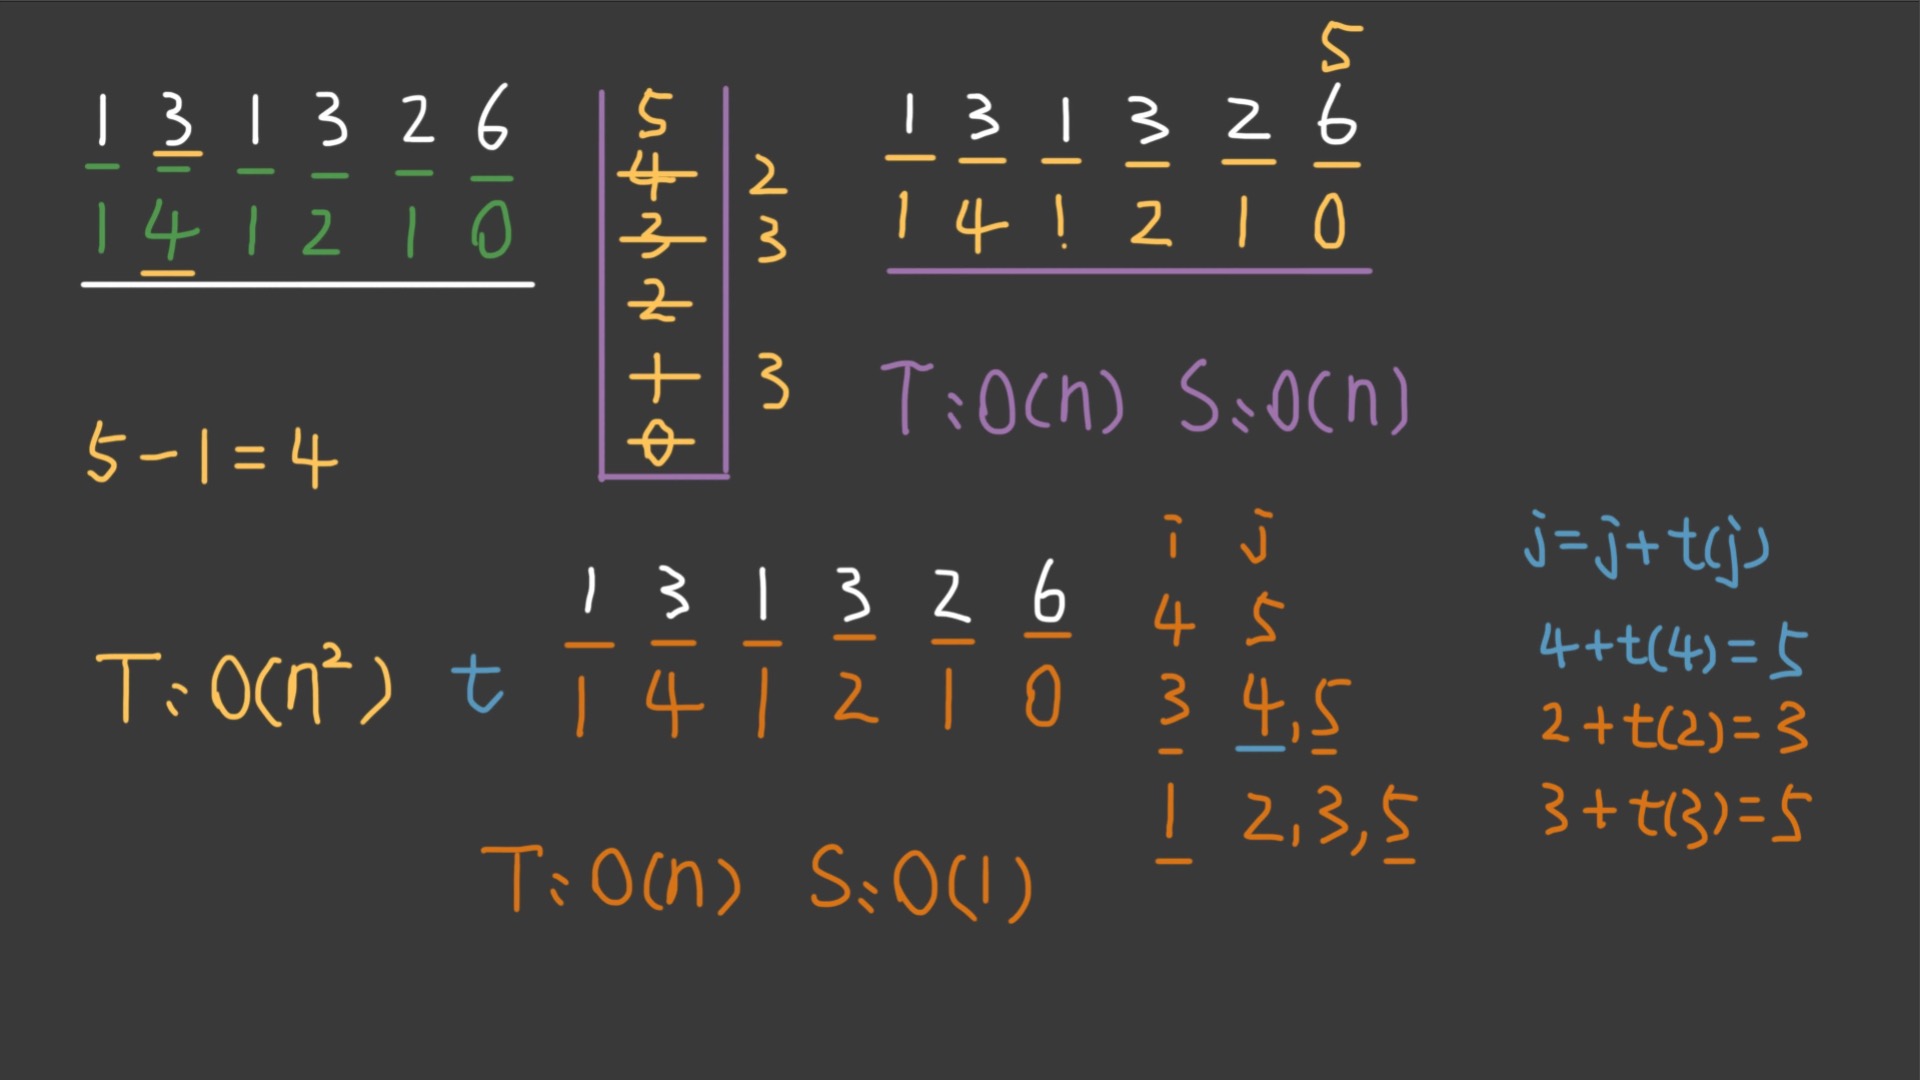 1 3 1 3 2 6
1 4 1 2 1 0
5 - 1 = 4
T: O(n²)
5
4 2
3 3
2
1 3
0
5
1 3 1 3 2 6
1 4 1 2 1 0
T: O(n) S: O(n)
1 3 1 3 2 6
t 1 4 1 2 1 0
T: O(n) S: O(1)
i j
4 5
3 4, 5
1 2, 3, 5
j = j + t(j)
4 + t(4) = 5
2 + t(2) = 3
3 + t(3) = 5